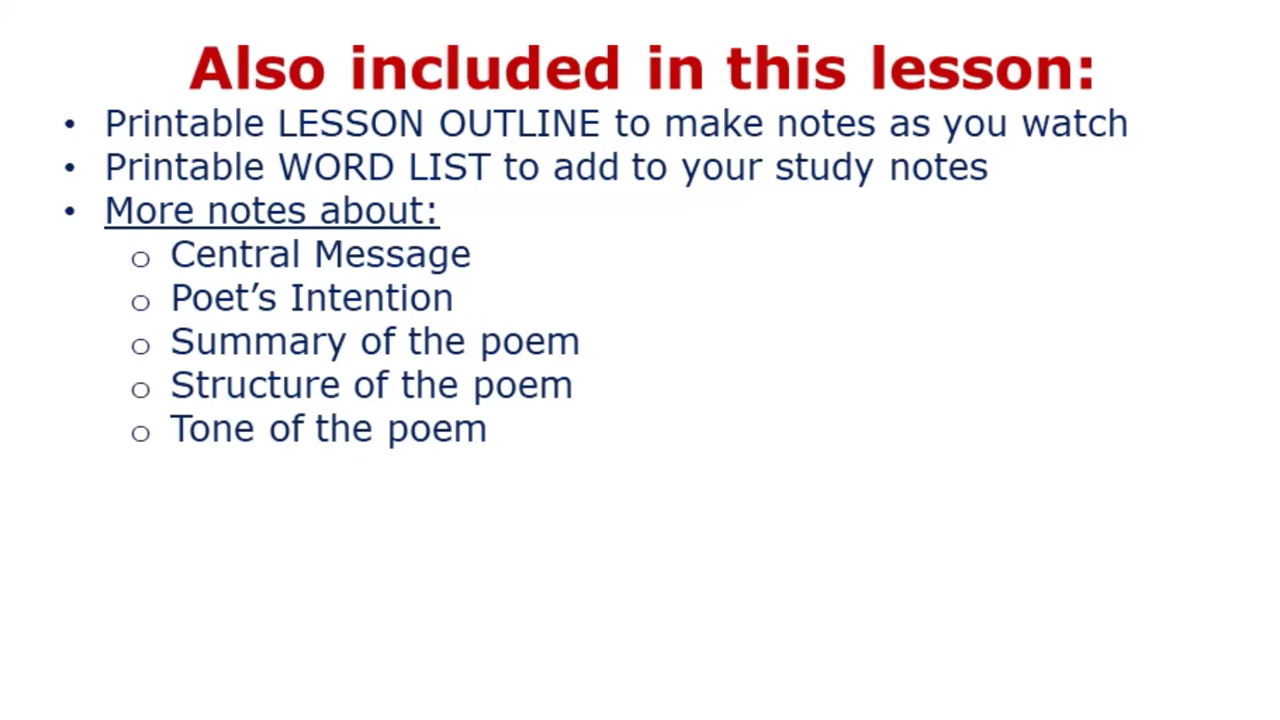 Also included in this lesson:
• Printable LESSON OUTLINE to make notes as you watch
• Printable WORD LIST to add to your study notes
• More notes about:
o Central Message
o Poet’s Intention
o Summary of the poem
o Structure of the poem
o Tone of the poem